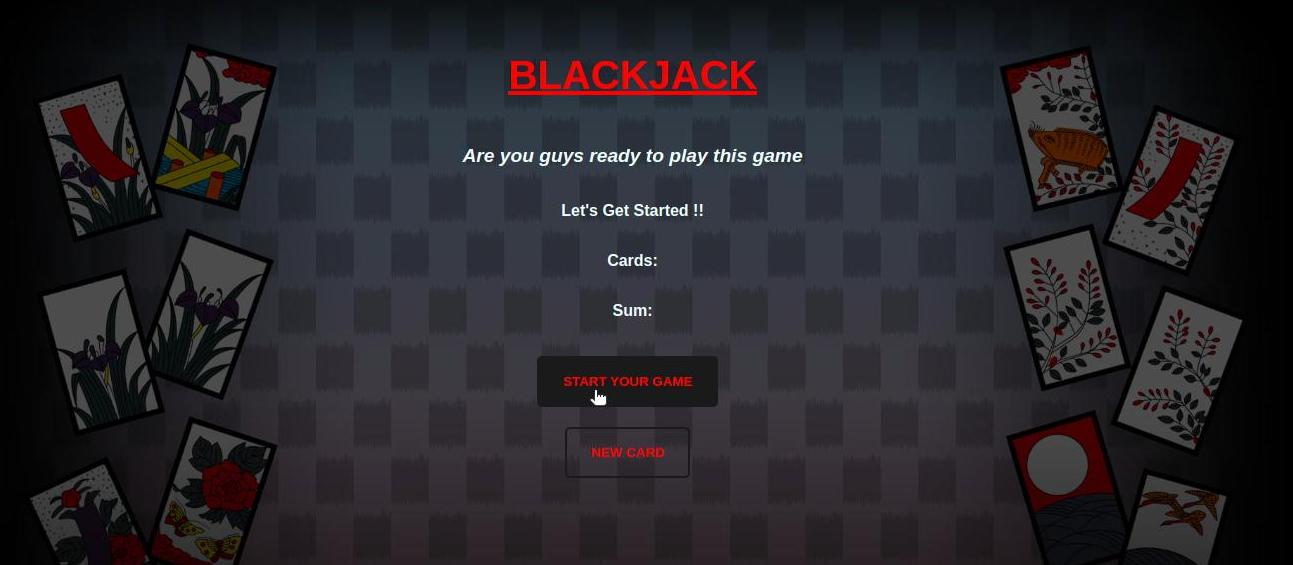 BLACKJACK
Are you guys ready to play this game
Let's Get Started !!
Cards:
Sum:
START YOUR GAME
NEW CARD